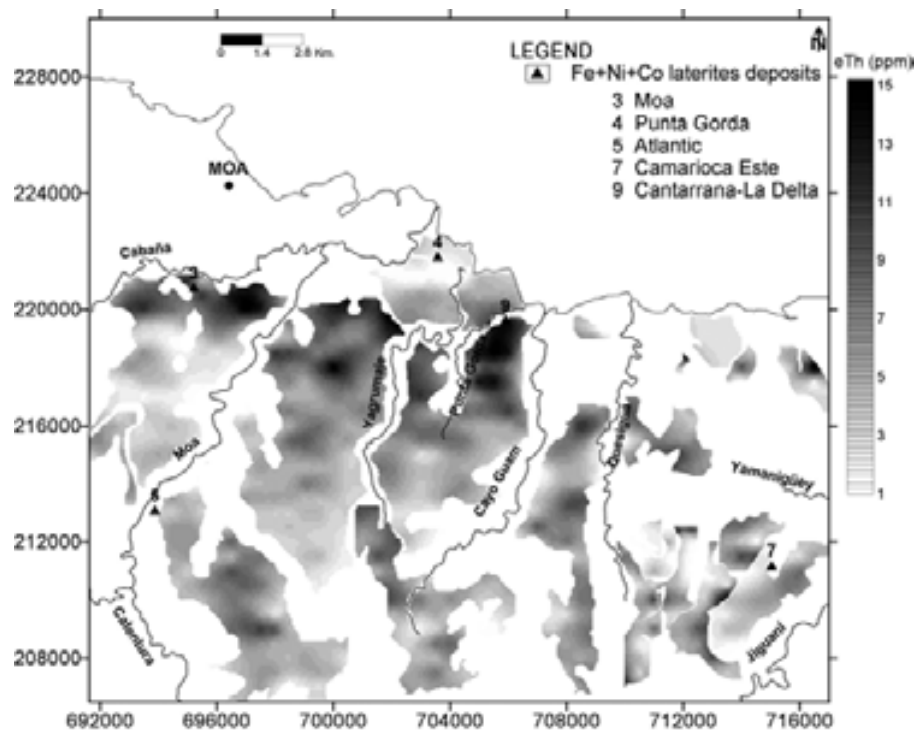 0 1.4 2.8 Km.
N
LEGEND
Fe+Ni+Co laterites deposits
3 Moa
4 Punta Gorda
5 Atlantic
7 Camarioca Este
9 Cantarrana-La Delta
eTh (ppm)
15
13
11
9
7
5
3
1
228000
224000
220000
216000
212000
208000
MOA
Cabaña
3
4
9
Yagrumaje
Punta Gorda
Moa
Cayo Guam
Quesigua
Yamanigüey
7
Calentura
Jiguaní
692000 696000 700000 704000 708000 712000 716000